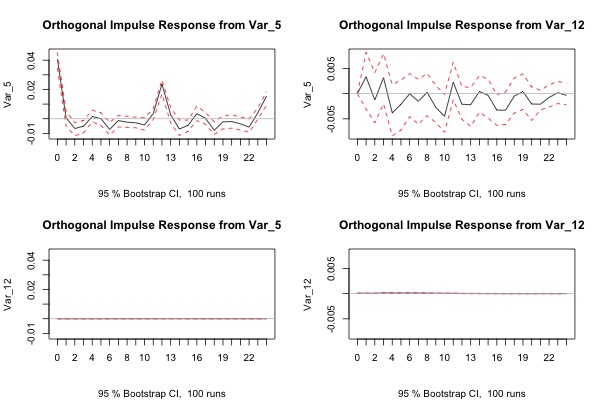 Orthogonal Impulse Response from Var_5
Var_5
-0.01 0.02 0.04
0 2 4 6 8 10 13 16 19 22
95 % Bootstrap CI, 100 runs
Orthogonal Impulse Response from Var_12
Var_5
-0.005 0.005
0 2 4 6 8 10 13 16 19 22
95 % Bootstrap CI, 100 runs
Orthogonal Impulse Response from Var_5
Var_12
-0.01 0.02 0.04
0 2 4 6 8 10 13 16 19 22
95 % Bootstrap CI, 100 runs
Orthogonal Impulse Response from Var_12
Var_12
-0.005 0.005
0 2 4 6 8 10 13 16 19 22
95 % Bootstrap CI, 100 runs